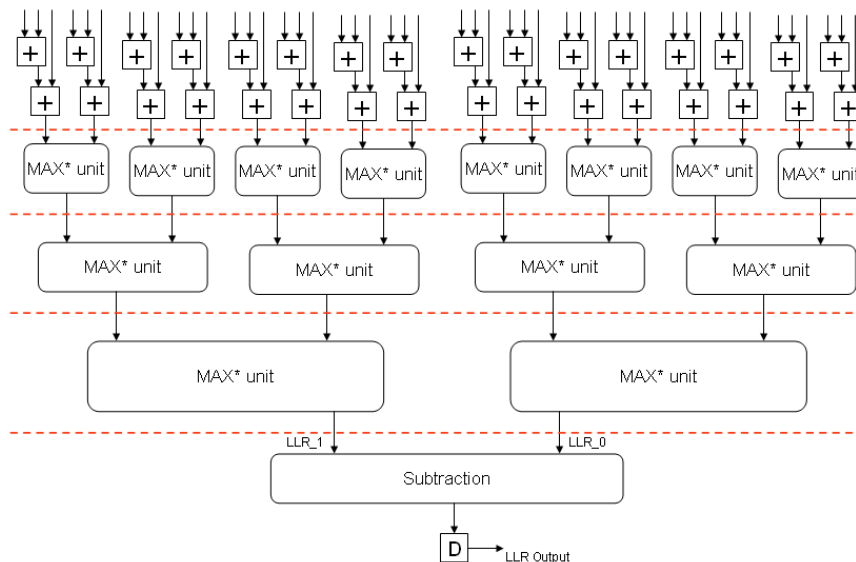 + + + + + + + + + + + + + + + +
+ + + + + + + + + + + + + + + +
MAX* unit MAX* unit MAX* unit MAX* unit MAX* unit MAX* unit MAX* unit MAX* unit
MAX* unit MAX* unit MAX* unit MAX* unit
MAX* unit MAX* unit
LLR_1 LLR_0
Subtraction
D
LLR Output